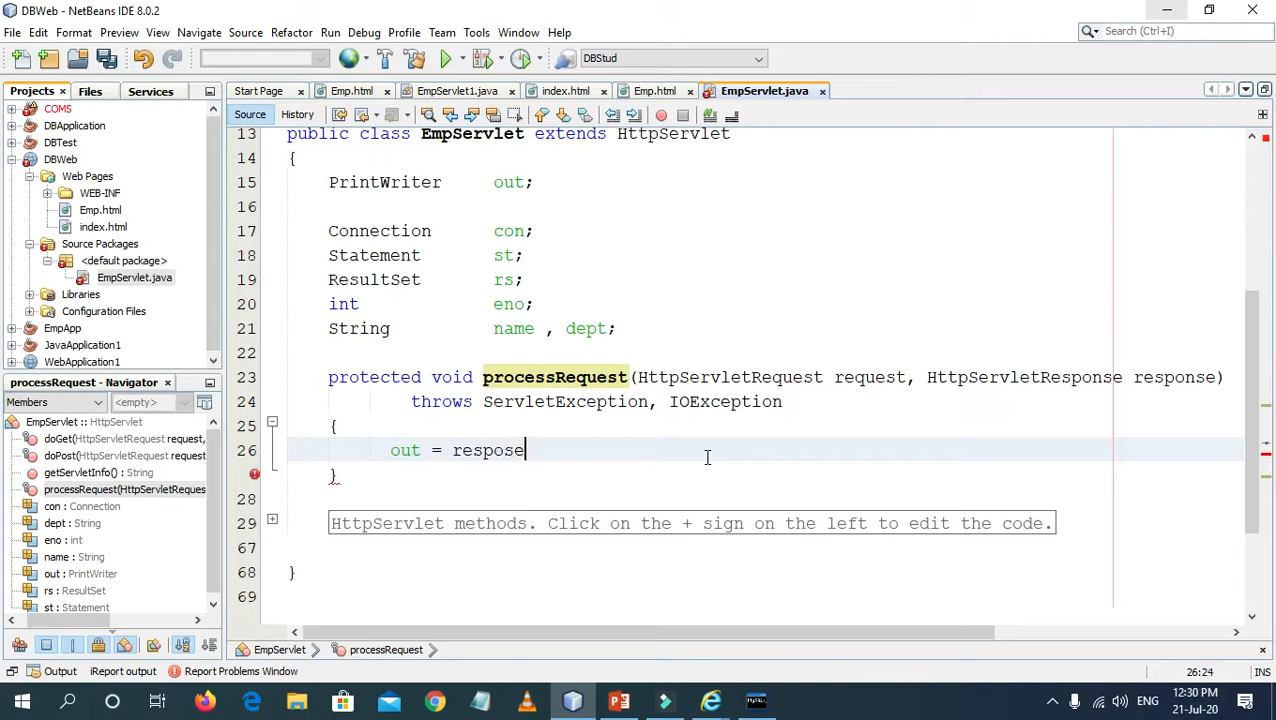 DBWeb - NetBeans IDE 8.0.2
File Edit Format Preview View Navigate Source Refactor Run Debug Profile Team Tools Window Help
Search (Ctrl+I)
DBStud
Projects Files Services
Start Page Emp.html EmpServlet1.java index.html Emp.html EmpServlet.java
COMS
DBApplication
DBTest
DBWeb
Web Pages
WEB-INF
Emp.html
index.html
Source Packages
<default package>
EmpServlet.java
Libraries
Configuration Files
EmpApp
JavaApplication1
WebApplication1
Source History
13 public class EmpServlet extends HttpServlet
14 {
15 PrintWriter out;
16
17 Connection con;
18 Statement st;
19 ResultSet rs;
20 int eno;
21 String name , dept;
22
23 protected void processRequest(HttpServletRequest request, HttpServletResponse response)
24 throws ServletException, IOException
25 {
26 out = respose
}
28
29 HttpServlet methods. Click on the + sign on the left to edit the code.
67
68 }
69
processRequest - Navigator
Members <empty>
EmpServlet :: HttpServlet
doGet(HttpServletRequest request,
doPost(HttpServletRequest request,
getServletInfo() : String
processRequest(HttpServletReques
con : Connection
dept : String
eno : int
name : String
out : PrintWriter
rs : ResultSet
st : Statement
EmpServlet processRequest
Output iReport output Report Problems Window
26:24 INS
ENG
12:30 PM
21-Jul-20